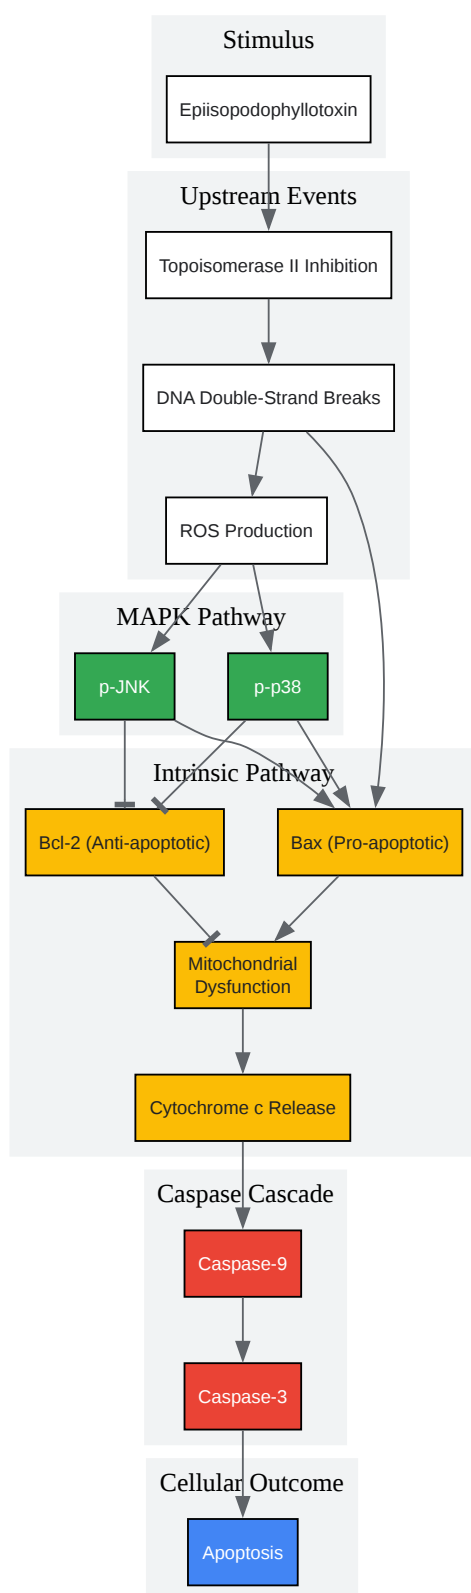 Stimulus
Epiisopodophyllotoxin
Upstream Events
Topoisomerase II Inhibition
DNA Double-Strand Breaks
ROS Production
MAPK Pathway
p-JNK
p-p38
Intrinsic Pathway
Bcl-2 (Anti-apoptotic)
Bax (Pro-apoptotic)
Mitochondrial
Dysfunction
Cytochrome c Release
Caspase Cascade
Caspase-9
Caspase-3
Cellular Outcome
Apoptosis